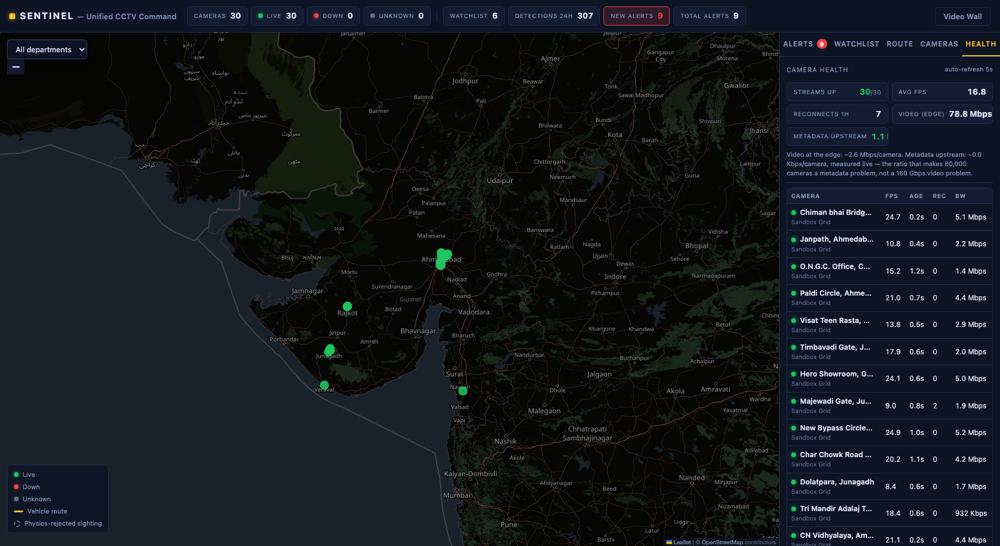 SENTINEL — Unified CCTV Command
CAMERAS 30
LIVE 30
DOWN 0
UNKNOWN 0
WATCHLIST 6
DETECTIONS 24H 307
NEW ALERTS 9
TOTAL ALERTS 9
Video Wall
All departments
−
ALERTS 9
WATCHLIST
ROUTE
CAMERAS
HEALTH
CAMERA HEALTH
auto-refresh 5s
STREAMS UP 30/30
AVG FPS 16.8
RECONNECTS 1H 7
VIDEO (EDGE) 78.8 Mbps
METADATA UPSTREAM 1.1
Video at the edge: ~2.6 Mbps/camera. Metadata upstream: ~0.0
Kbps/camera, measured live — the ratio that makes 80,000
cameras a metadata problem, not a 160 Gbps video problem.
CAMERA FPS AGE REC BW
Chiman bhai Bridg... 24.7 0.2s 0 5.1 Mbps
Sandbox Grid
Janpath, Ahmedab... 10.8 0.4s 0 2.2 Mbps
Sandbox Grid
O.N.G.C. Office, C... 15.2 1.2s 0 1.4 Mbps
Sandbox Grid
Paldi Circle, Ahme... 21.0 0.7s 0 4.4 Mbps
Sandbox Grid
Visat Teen Rasta, ... 13.8 0.5s 0 2.9 Mbps
Sandbox Grid
Timbavadi Gate, J... 17.9 0.6s 0 2.0 Mbps
Sandbox Grid
Hero Showroom, G... 24.1 0.6s 0 5.0 Mbps
Sandbox Grid
Majewadi Gate, Ju... 9.0 0.8s 2 1.9 Mbps
Sandbox Grid
New Bypass Circle... 24.9 1.0s 0 5.2 Mbps
Sandbox Grid
Char Chowk Road ... 20.2 1.1s 0 4.2 Mbps
Sandbox Grid
Dolatpara, Junagadh 8.4 0.6s 0 1.7 Mbps
Sandbox Grid
Tri Mandir Adalaj T... 18.4 0.6s 0 932 Kbps
Sandbox Grid
CN Vidhyalaya, Am... 21.1 0.2s 0 4.4 Mbps
Sandbox Grid
Jaisalmer
Jaipur
Dhaulpur
Gangapur
City
Bhind
Morena
Ajmer
Jodhpur
Beawar
Tonk
Gwalior
Sawai Madhopur
Balotra
Pali
Barmer
Bundi
Shivpuri
Bhilwara
Jhansi
Kota
Baran
Chittorgarh
Lalitpur
Neemuch
Guna
Udaipur
Deesa
Mandsaur
Palanpur
Patan
Sagar
Banswara
Vidisha
Mahesana
Nagda
Ratlam
Bhopal
Ujjain
Sehore
Dewas
Bhuj
Morbi
Godhra
Indore
Narmadapuram
Nadiad
Surendranagar
Jamnagar
Anand
Pithampur
Gujarat
Botad
Rajkot
Vadodara
Betul
Khargone
Khandwa
Jetpur
Bhavnagar
Bharuch
Porbandar
Amreli
Nandurbar
Burhanpur
Achalpur
Junagadh
Surat
Jalgaon
Navsari
Veraval
Dhule
Akola
Amravati
Wardha
Valsad
Malegaon
Yavatmal
Vapi
Chhatrapati
Sambhajinagar
Nashik
Adilabad
Akole
Kalyan-Dombivli
Nanded
Ahilyanagar
Mirjapur
Beed
Mumbai
Nizamabad
Pune
Udgir
Latur
Barshi
دادو
مورو
نوابشاه
سیہون
شریف
سندھ
ٹنڈو آدم
میرپور خاص
حیدرآباد
عمرکوٹ
حب
ٹھٹہ
ماتلی
مٹھی
کراچی
بدین
Live
Down
Unknown
Vehicle route
Physics-rejected sighting
Leaflet | © OpenStreetMap contributors